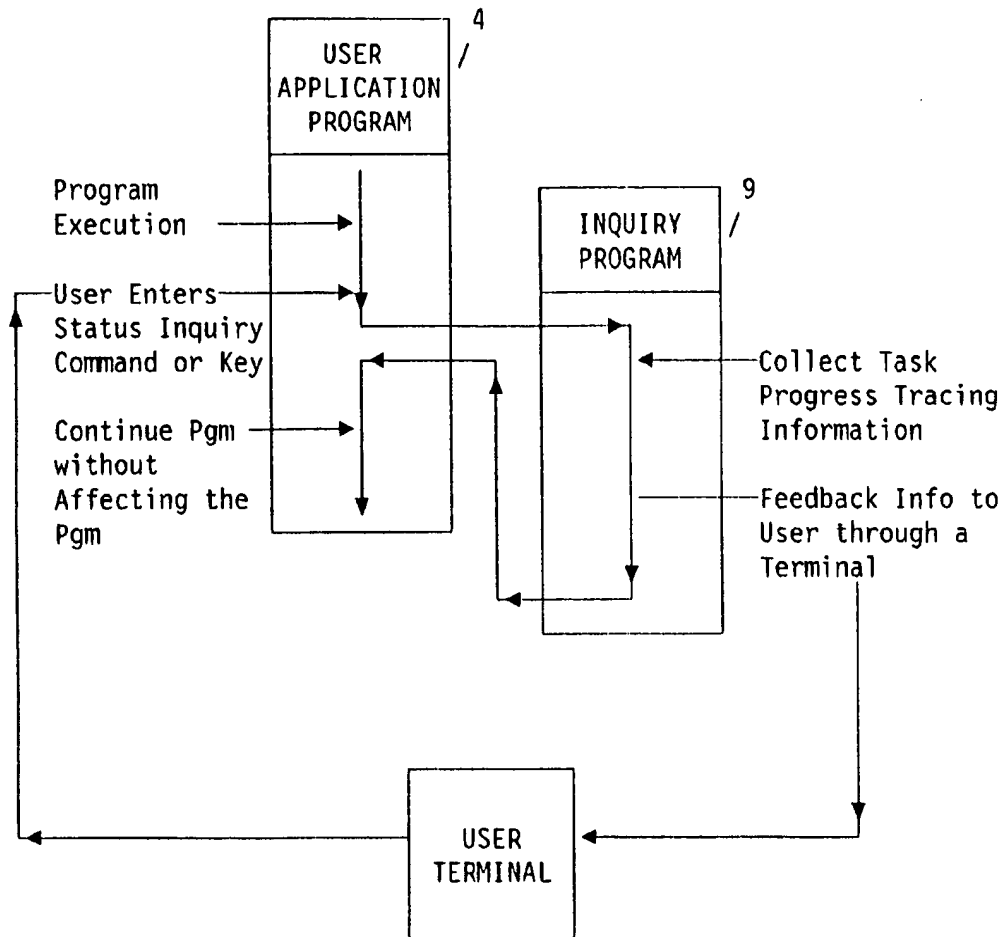 4
USER
APPLICATION
PROGRAM
9
INQUIRY
PROGRAM
Program
Execution
User Enters
Status Inquiry
Command or Key
Continue Pgm
without
Affecting the
Pgm
Collect Task
Progress Tracing
Information
Feedback Info to
User through a
Terminal
USER
TERMINAL